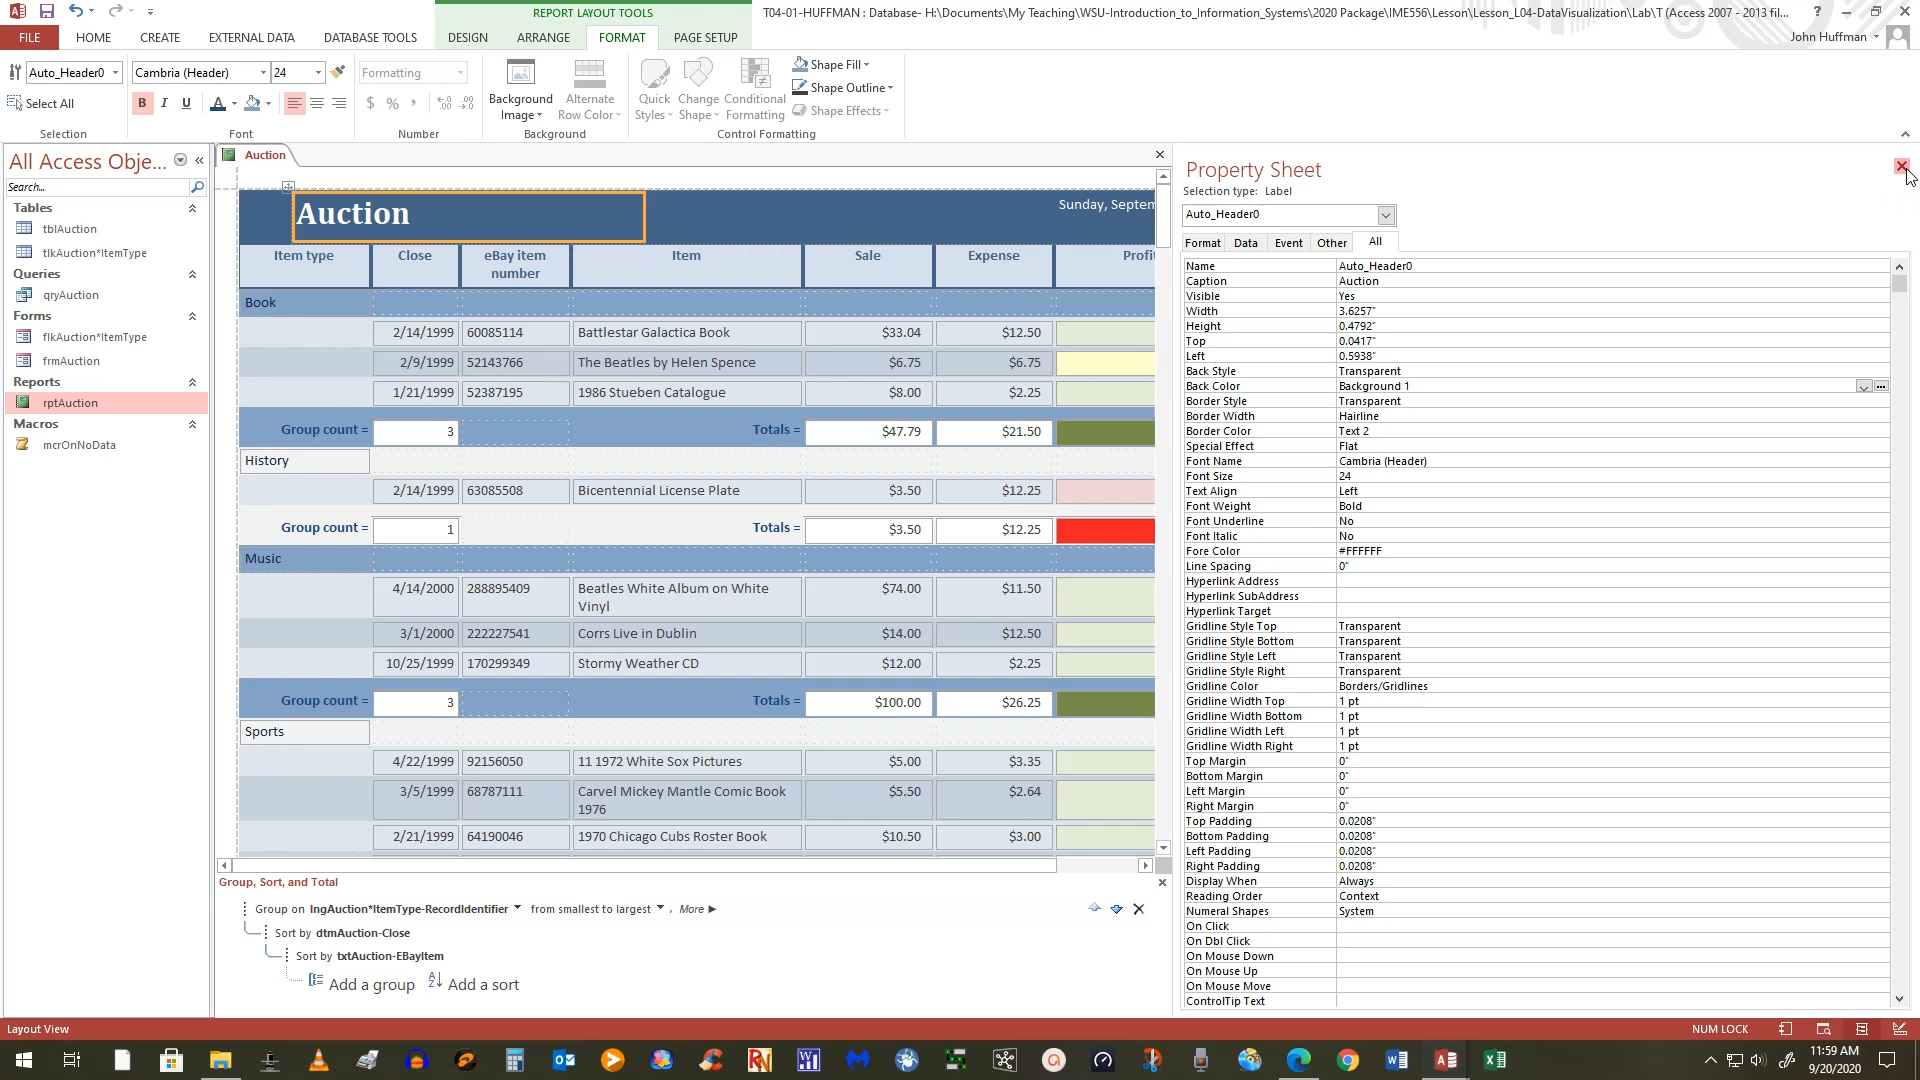 REPORT LAYOUT TOOLS
T04-01-HUFFMAN : Database- H:\Documents\My Teaching\WSU-Introduction_to_Information_Systems\2020 Package\IME556\Lesson\Lesson_L04-DataVisualization\Lab\T (Access 2007 - 2013 fil...
FILE HOME CREATE EXTERNAL DATA DATABASE TOOLS DESIGN ARRANGE FORMAT PAGE SETUP John Huffman
Auto_Header0 Cambria (Header) 24 Formatting
Select All
B I U $ %
Background Image
Alternate Row Color
Quick Styles
Change Shape
Conditional Formatting
Shape Fill
Shape Outline
Shape Effects
Selection Font Number Background Control Formatting
All Access Obje...
Search...
Tables
tblAuction
tlkAuction*ItemType
Queries
qryAuction
Forms
flkAuction*ItemType
frmAuction
Reports
rptAuction
Macros
mcrOnNoData
Auction
Auction Sunday, Septem
Item type Close eBay item number Item Sale Expense Profi
Book
2/14/1999 60085114 Battlestar Galactica Book $33.04 $12.50
2/9/1999 52143766 The Beatles by Helen Spence $6.75 $6.75
1/21/1999 52387195 1986 Stueben Catalogue $8.00 $2.25
Group count = 3 Totals = $47.79 $21.50
History
2/14/1999 63085508 Bicentennial License Plate $3.50 $12.25
Group count = 1 Totals = $3.50 $12.25
Music
4/14/2000 288895409 Beatles White Album on White Vinyl $74.00 $11.50
3/1/2000 222227541 Corrs Live in Dublin $14.00 $12.50
10/25/1999 170299349 Stormy Weather CD $12.00 $2.25
Group count = 3 Totals = $100.00 $26.25
Sports
4/22/1999 92156050 11 1972 White Sox Pictures $5.00 $3.35
3/5/1999 68787111 Carvel Mickey Mantle Comic Book 1976 $5.50 $2.64
2/21/1999 64190046 1970 Chicago Cubs Roster Book $10.50 $3.00
Group, Sort, and Total
Group on lngAuction*ItemType-RecordIdentifier from smallest to largest , More
Sort by dtmAuction-Close
Sort by txtAuction-EBayItem
Add a group Add a sort
Property Sheet
Selection type: Label
Auto_Header0
Format Data Event Other All
Name Auto_Header0
Caption Auction
Visible Yes
Width 3.6257"
Height 0.4792"
Top 0.0417"
Left 0.5938"
Back Style Transparent
Back Color Background 1
Border Style Transparent
Border Width Hairline
Border Color Text 2
Special Effect Flat
Font Name Cambria (Header)
Font Size 24
Text Align Left
Font Weight Bold
Font Underline No
Font Italic No
Fore Color #FFFFFF
Line Spacing 0"
Hyperlink Address
Hyperlink SubAddress
Hyperlink Target
Gridline Style Top Transparent
Gridline Style Bottom Transparent
Gridline Style Left Transparent
Gridline Style Right Transparent
Gridline Color Borders/Gridlines
Gridline Width Top 1 pt
Gridline Width Bottom 1 pt
Gridline Width Left 1 pt
Gridline Width Right 1 pt
Top Margin 0"
Bottom Margin 0"
Left Margin 0"
Right Margin 0"
Top Padding 0.0208"
Bottom Padding 0.0208"
Left Padding 0.0208"
Right Padding 0.0208"
Display When Always
Reading Order Context
Numeral Shapes System
On Click
On Dbl Click
On Mouse Down
On Mouse Up
On Mouse Move
ControlTip Text
Layout View NUM LOCK
11:59 AM
9/20/2020